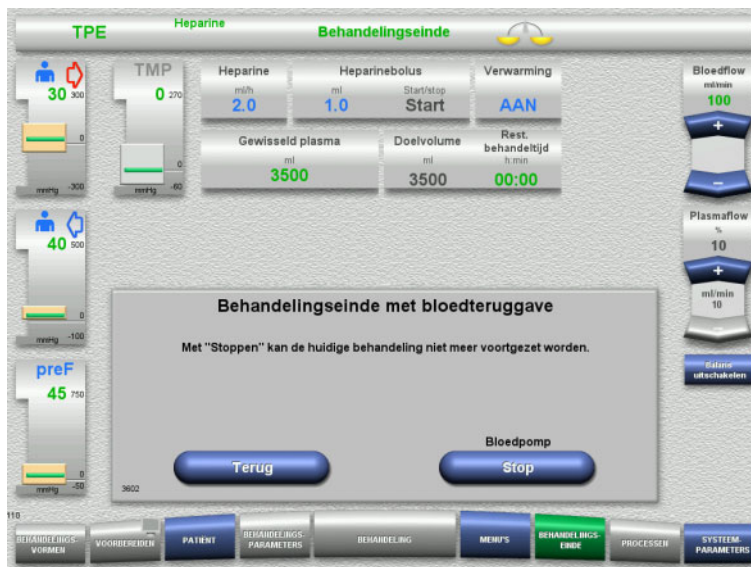 TPE
Heparine
Behandelingseinde
30 300
0
mmHg -300
TMP
0 270
0
mmHg -60
Heparine
ml/h
2.0
Heparinebolus
ml
1.0
Start/stop
Start
Verwarming
AAN
Gewisseld plasma
ml
3500
Doelvolume
ml
3500
Rest. behandeltijd
h:min
00:00
Bloedflow
ml/min
100
+
–
40 500
0
mmHg -100
Plasmaflow
%
10
+
ml/min
10
–
Balans uitschakelen
preF
45 750
0
mmHg -50
Behandelingseinde met bloedteruggave
Met "Stoppen" kan de huidige behandeling niet meer voortgezet worden.
Terug
Bloedpomp
Stop
3602
110
BEHANDELINGS-VORMEN
VOORBEREIDEN
PATIËNT
BEHANDELINGS-PARAMETERS
BEHANDELING
MENU'S
BEHANDELINGS-EINDE
PROCESSEN
SYSTEEM-PARAMETERS